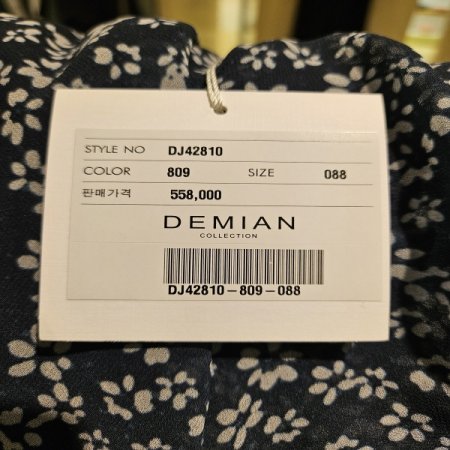 STYLE NO DJ42810
COLOR 809 SIZE 088
판매가격 558,000
DEMIAN
COLLECTION
DJ42810-809-088